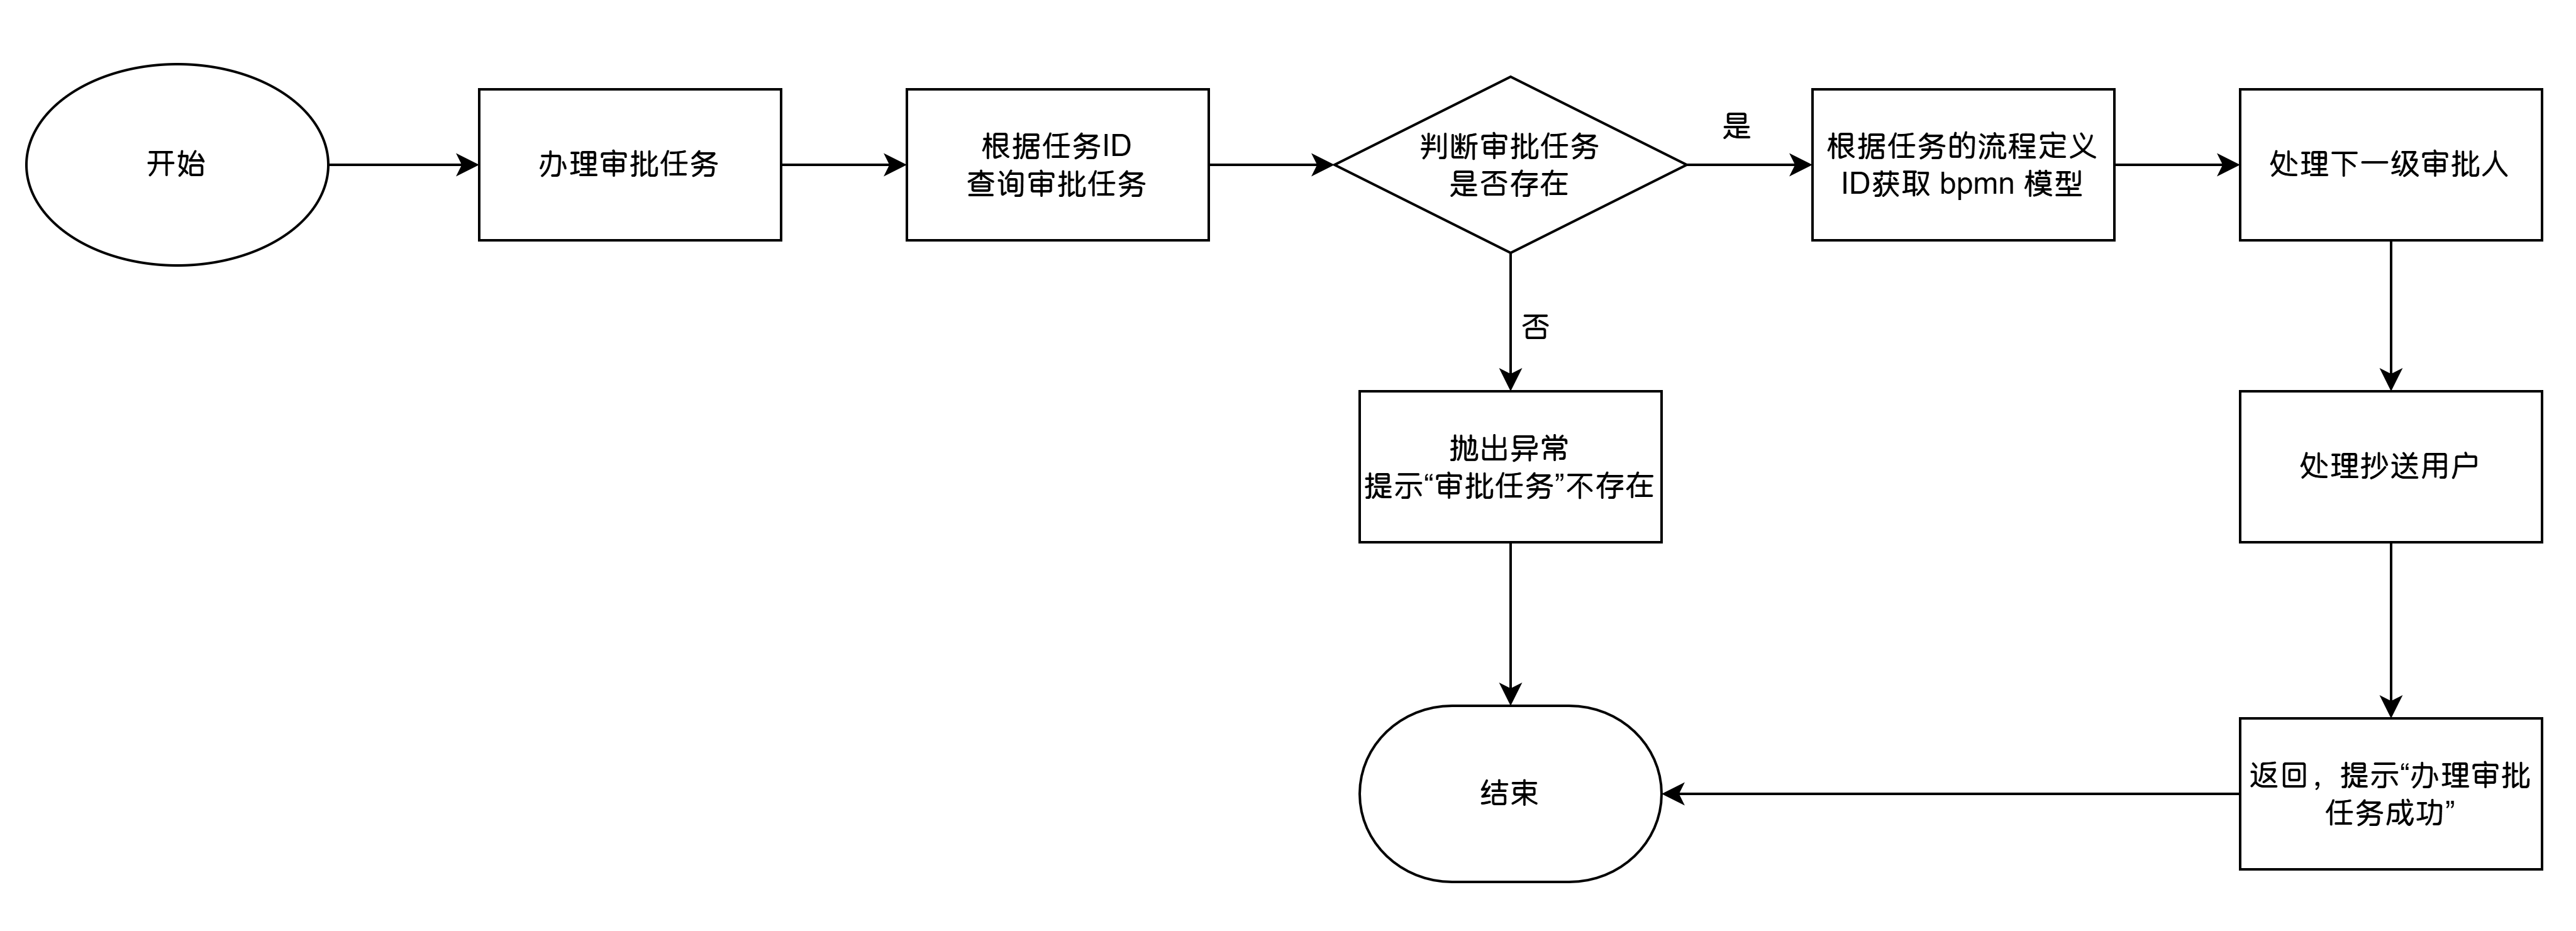 开始
办理审批任务
根据任务ID
查询审批任务
判断审批任务
是否存在
是
根据任务的流程定义
ID获取 bpmn 模型
处理下一级审批人
否
抛出异常
提示“审批任务”不存在
处理抄送用户
结束
返回，提示“办理审批
任务成功”